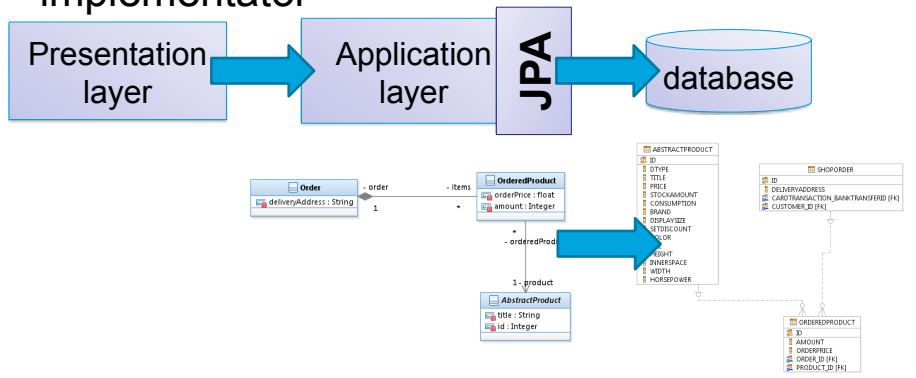 implementator
Presentation
layer
Application
layer
JPA
database
Order
deliveryAddress : String
- order
1
- items
*
OrderedProduct
orderPrice : float
amount : Integer
*
- orderedProdu
1 - product
AbstractProduct
title : String
id : Integer
ABSTRACTPRODUCT
ID
DTYPE
TITLE
PRICE
STOCKAMOUNT
CONSUMPTION
BRAND
DISPLAYSIZE
SETDISCOUNT
OLOR
EIGHT
INNERSPACE
WIDTH
HORSEPOWER
SHOPORDER
ID
DELIVERYADDRESS
CARDTRANSACTION_BANKTRANSFERID [FK]
CUSTOMER_ID [FK]
ORDEREDPRODUCT
ID
AMOUNT
ORDERPRICE
ORDER_ID [FK]
PRODUCT_ID [FK]